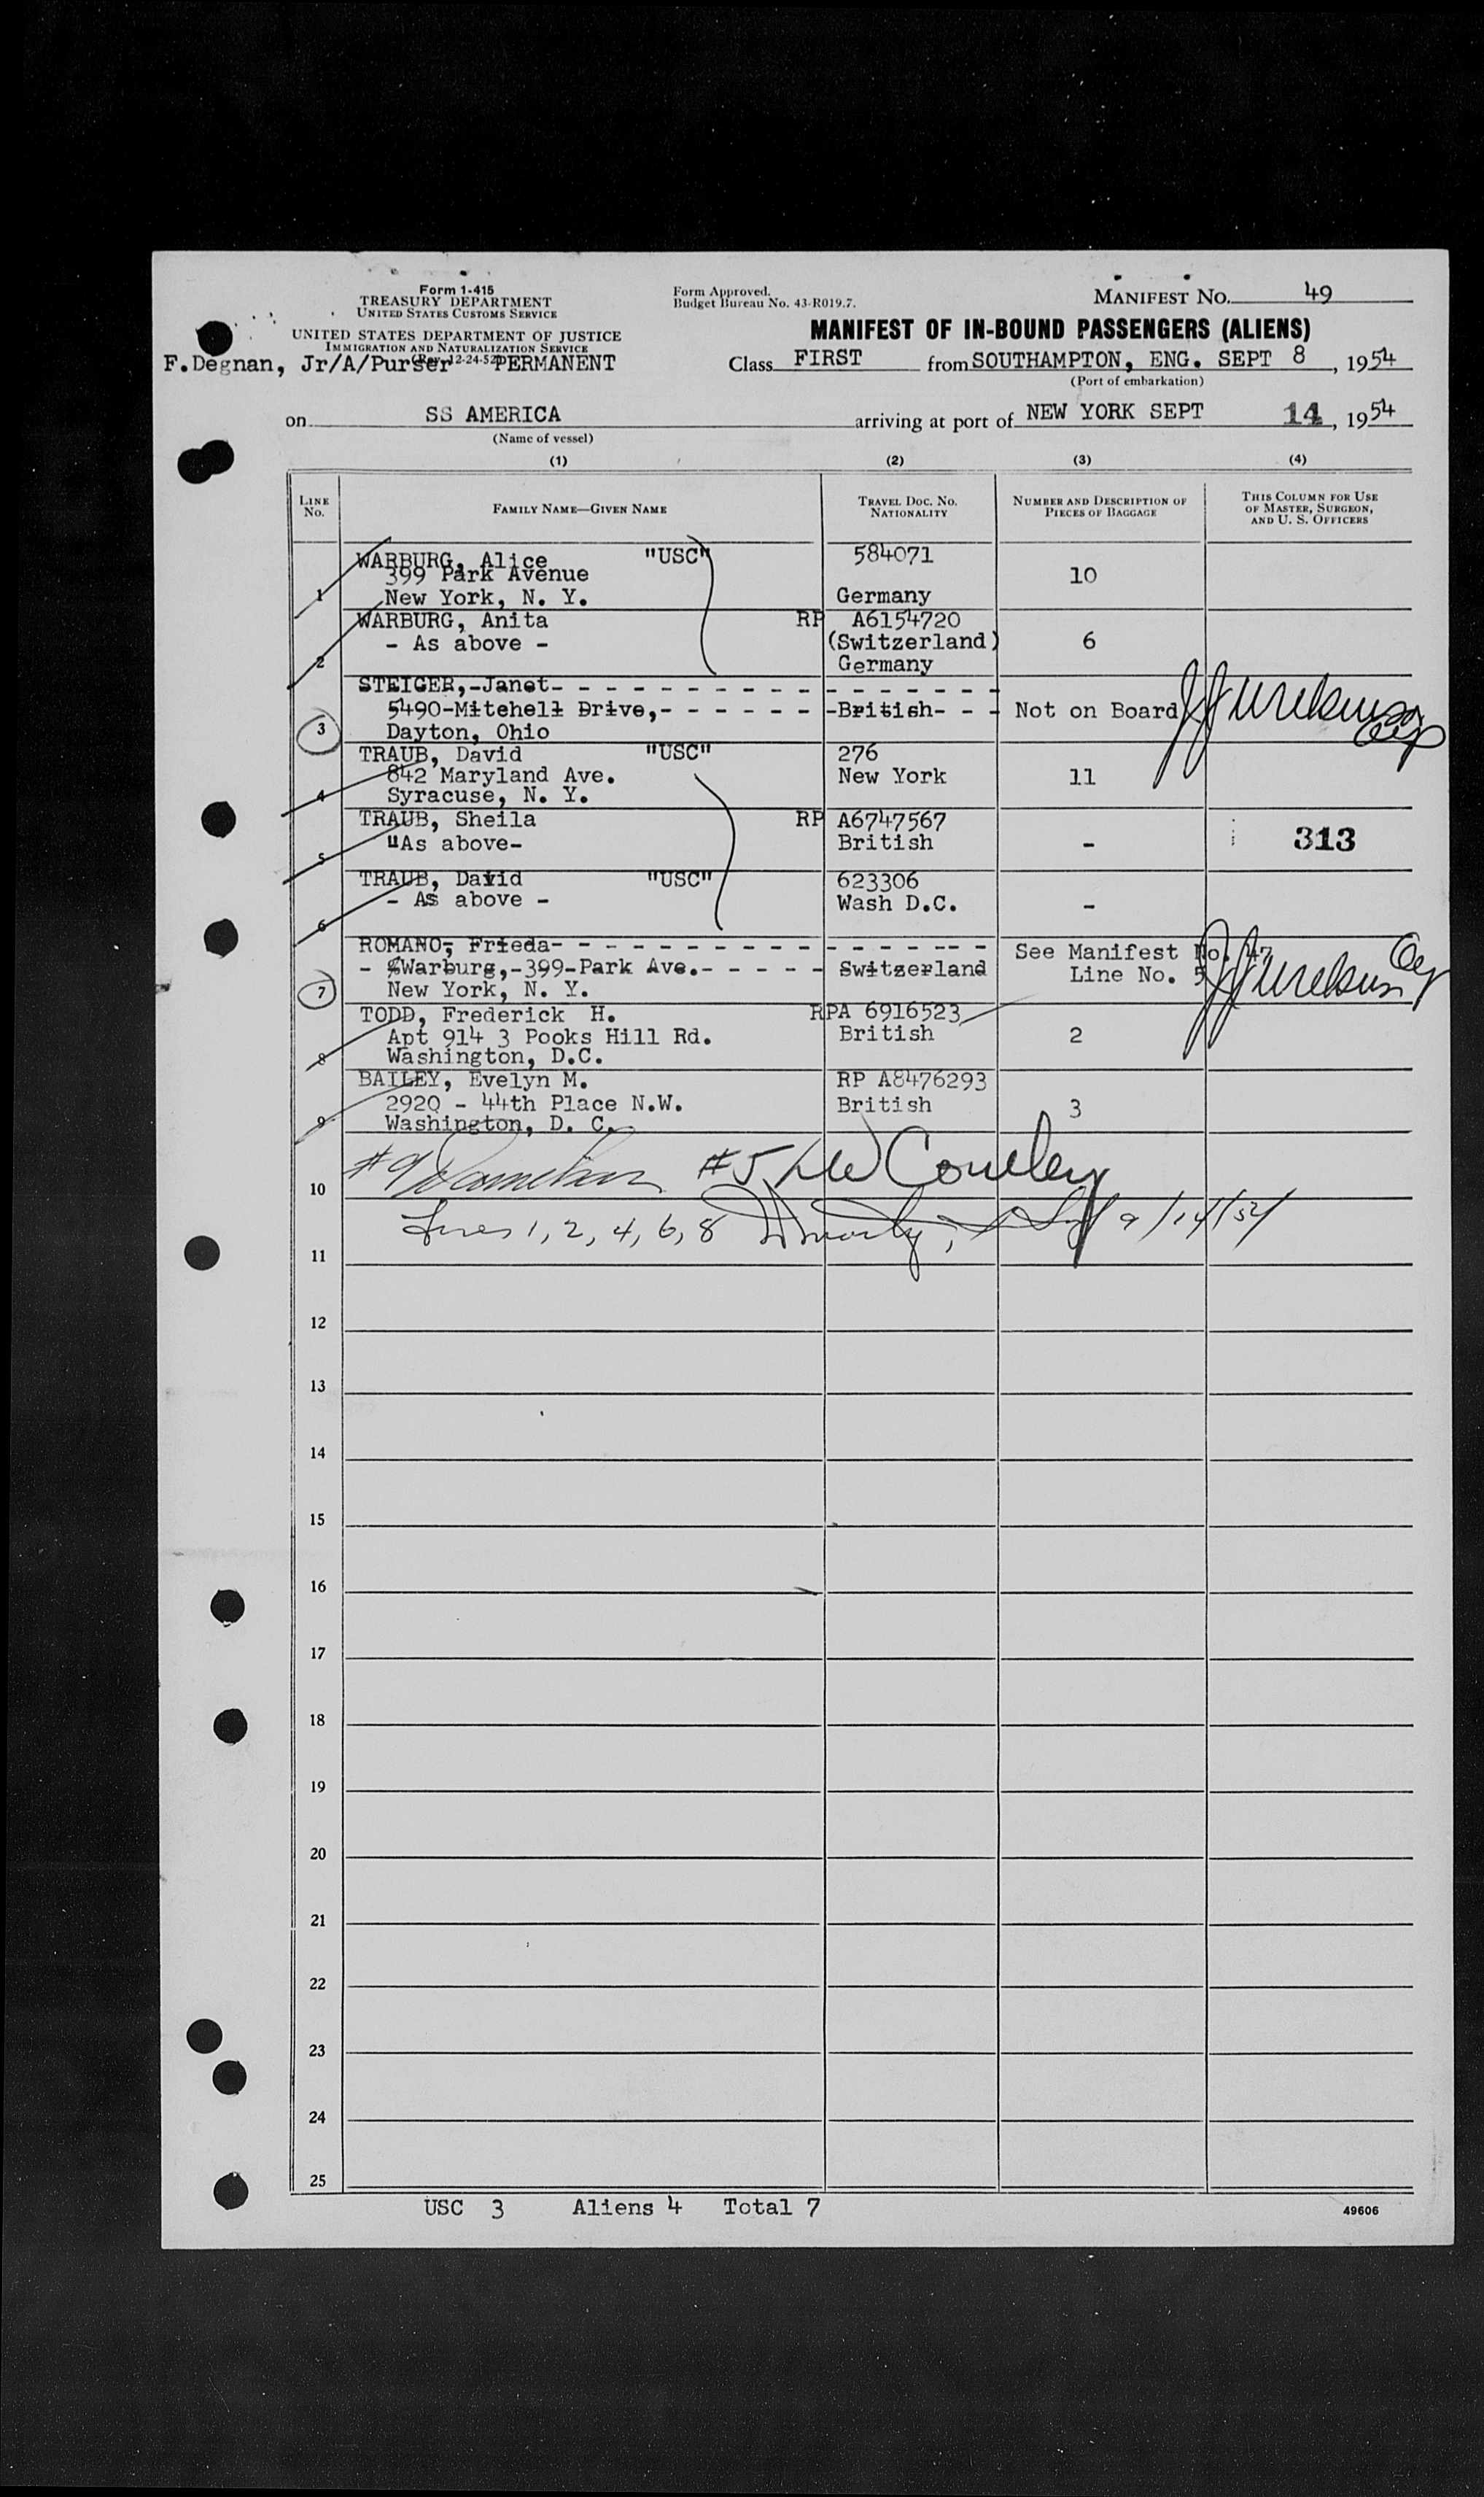 Form 1-415
TREASURY DEPARTMENT
UNITED STATES CUSTOMS SERVICE
UNITED STATES DEPARTMENT OF JUSTICE
IMMIGRATION AND NATURALIZATION SERVICE
(Rev. 12-24-52)
Form Approved.
Budget Bureau No. 43-R019.7.
MANIFEST NO. 49
MANIFEST OF IN-BOUND PASSENGERS (ALIENS)
F.Degnan, Jr/A/Purser PERMANENT
Class FIRST from SOUTHAMPTON, ENG. SEPT 8, 1954
(Port of embarkation)
on SS AMERICA arriving at port of NEW YORK SEPT 14, 1954
(Name of vessel)
(1) (2) (3) (4)
LINE No. FAMILY NAME—GIVEN NAME TRAVEL DOC. NO. NATIONALITY NUMBER AND DESCRIPTION OF PIECES OF BAGGAGE THIS COLUMN FOR USE OF MASTER, SURGEON, AND U. S. OFFICERS
WARBURG, Alice "USC" 584071
399 Park Avenue 10
1 New York, N. Y. Germany
WARBURG, Anita RP A6154720
- As above - (Switzerland) 6
2 Germany
STEIGER,-Janet- - - - - - - - - - - - - - - - - -
3 5490-Mitchell Drive,- - - - - - -British- - - Not on Board
Dayton, Ohio
TRAUB, David "USC" 276
842 Maryland Ave. New York 11
4 Syracuse, N. Y.
TRAUB, Sheila RP A6747567
"As above- British - 313
5
TRAUB, David "USC" 623306
- As above - Wash D.C. -
6
ROMANO, Frieda- - - - - - - - - - - - - - - - - - See Manifest No. 47
- %Warburg,-399-Park Ave.- - - - - Switzerland Line No. 5
7 New York, N. Y.
TODD, Frederick H. RPA 6916523
Apt 914 3 Pooks Hill Rd. British 2
8 Washington, D.C.
BAILEY, Evelyn M. RP A8476293
2920 - 44th Place N.W. British 3
9 Washington, D. C.
#9 #5
10
Lines 1, 2, 4, 6, 8 9/14/54
11
12
13
14
15
16
17
18
19
20
21
22
23
24
25
USC 3 Aliens 4 Total 7
49606